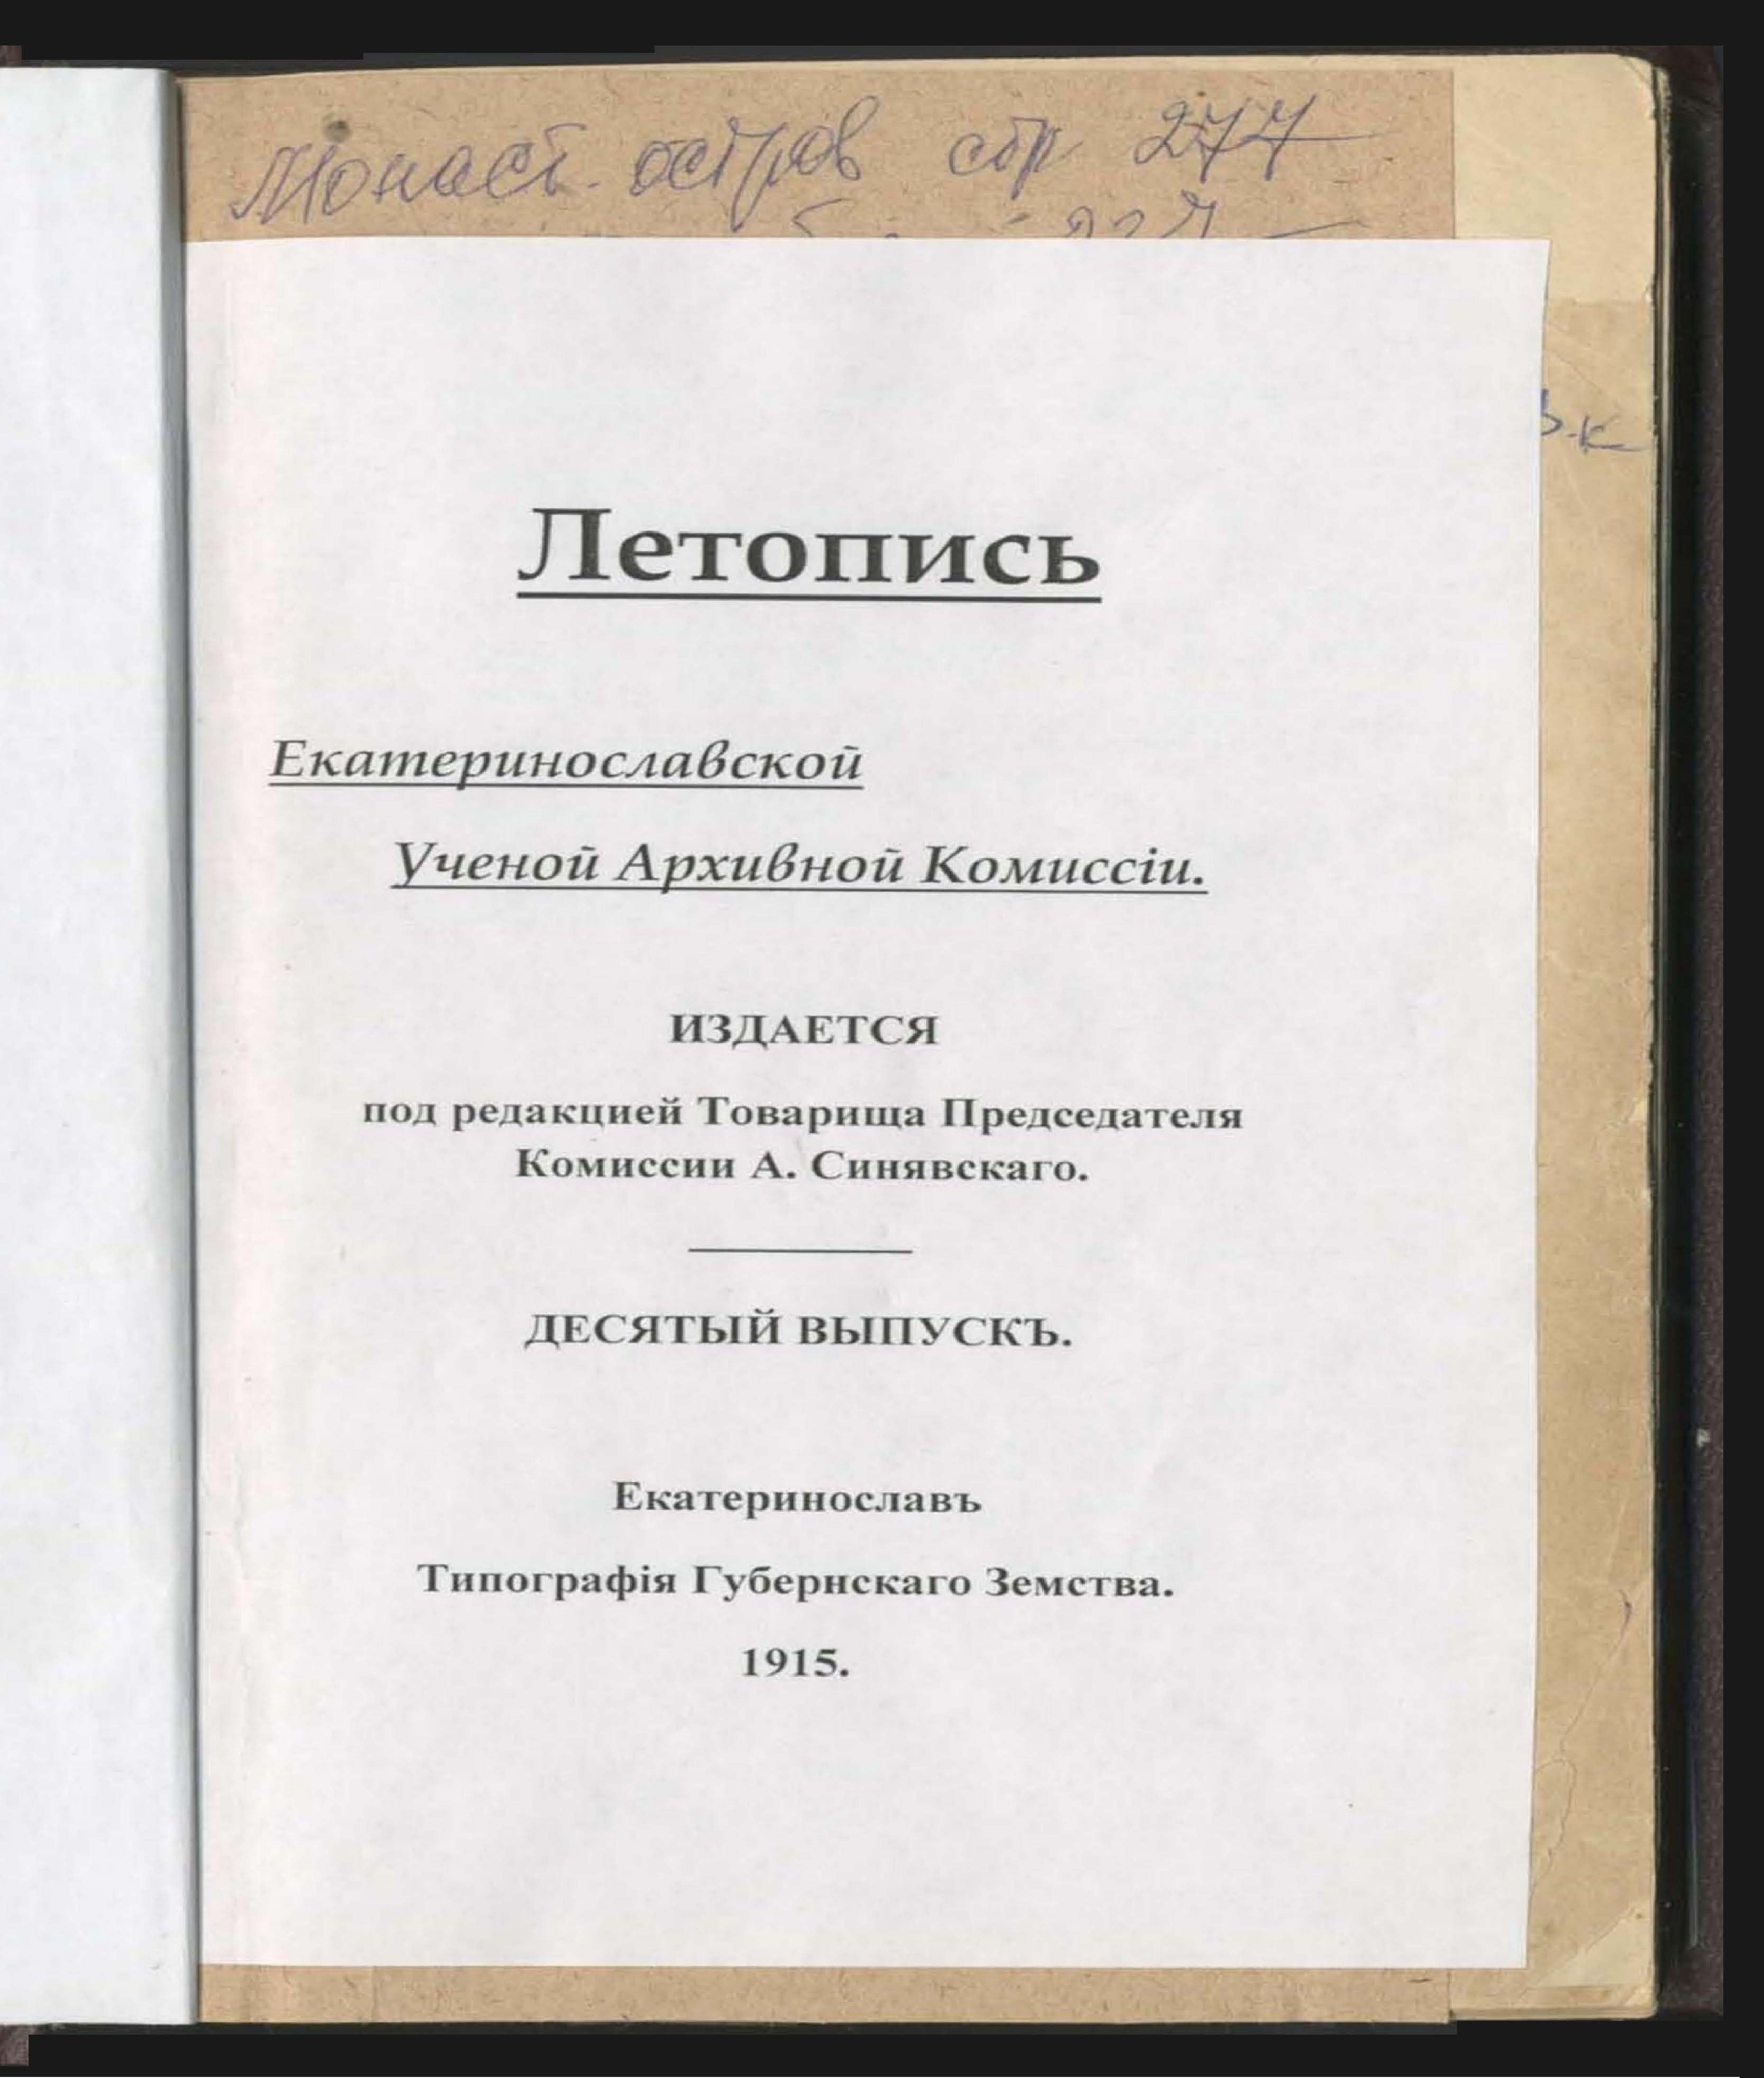 Монаст. остров стр 277
Летопись
Екатеринославской
Ученой Архивной Комиссіи.
ИЗДАЕТСЯ
под редакцией Товарища Председателя
Комиссии А. Синявскаго.
ДЕСЯТЫЙ ВЫПУСКЪ.
Екатеринославъ
Типографія Губернскаго Земства.
1915.